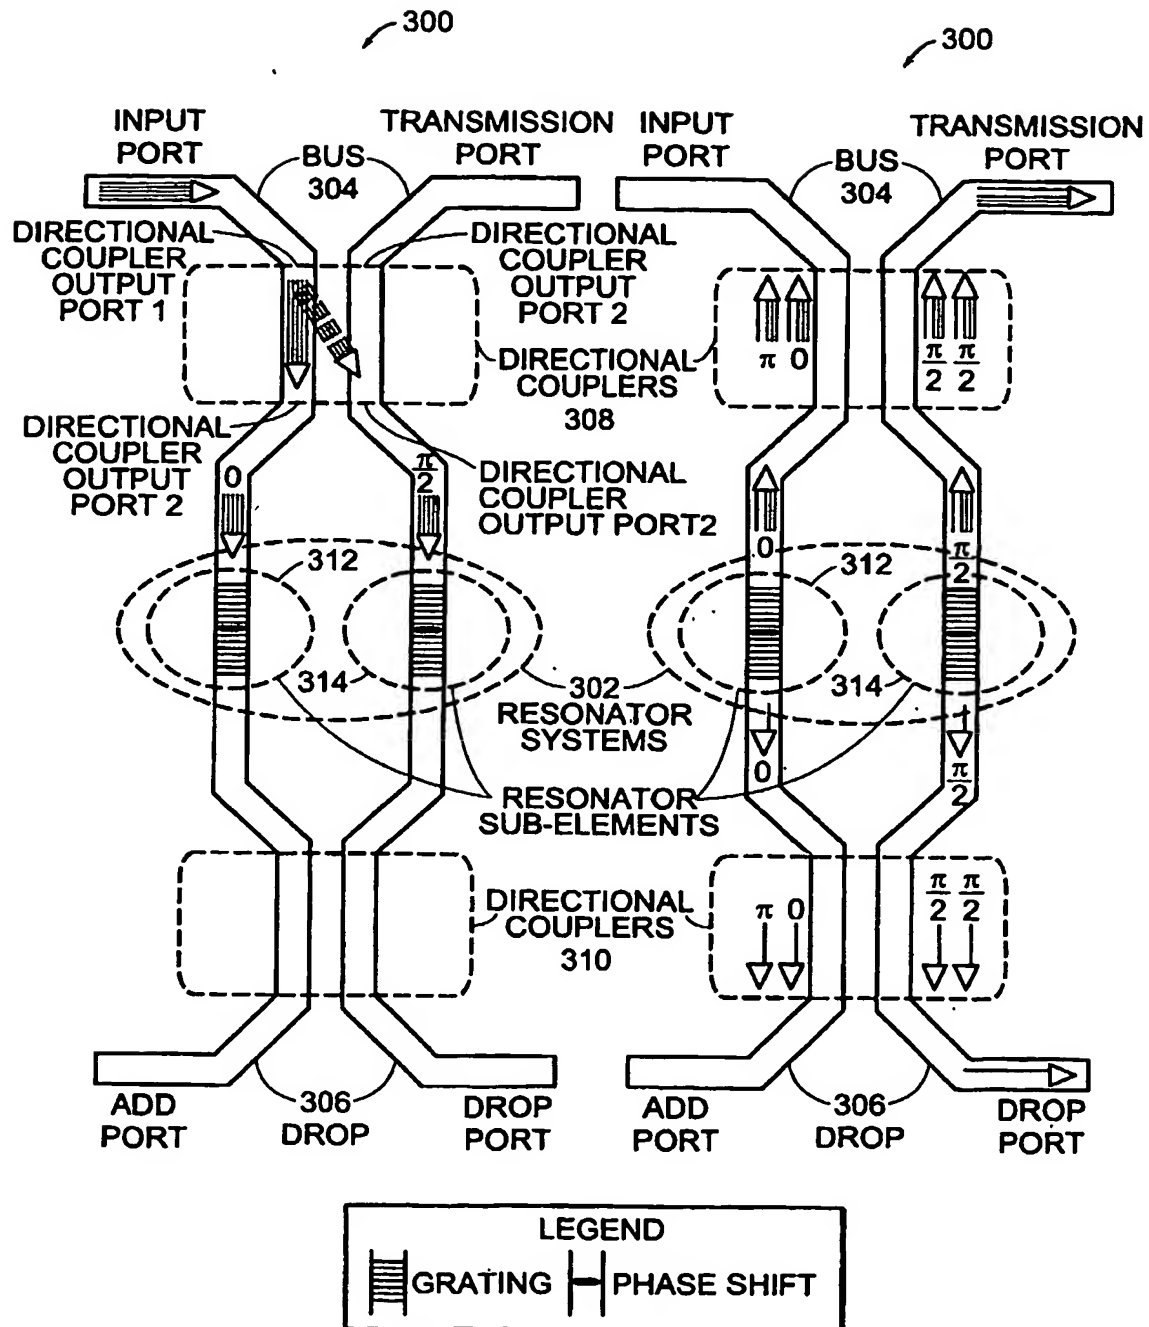 300
300
INPUT
PORT
TRANSMISSION
PORT
INPUT
PORT
TRANSMISSION
PORT
BUS
304
BUS
304
DIRECTIONAL
COUPLER
OUTPUT
PORT 1
DIRECTIONAL
COUPLER
OUTPUT
PORT 2
π 0
π/2 π/2
DIRECTIONAL
COUPLERS
308
DIRECTIONAL
COUPLER
OUTPUT
PORT 2
0
π/2
DIRECTIONAL
COUPLER
OUTPUT PORT2
0
π/2
312
312
314
314
302
RESONATOR
SYSTEMS
0
π/2
RESONATOR
SUB-ELEMENTS
DIRECTIONAL
COUPLERS
310
π 0
π/2 π/2
ADD
PORT
306
DROP
DROP
PORT
ADD
PORT
306
DROP
DROP
PORT
LEGEND
GRATING
PHASE SHIFT